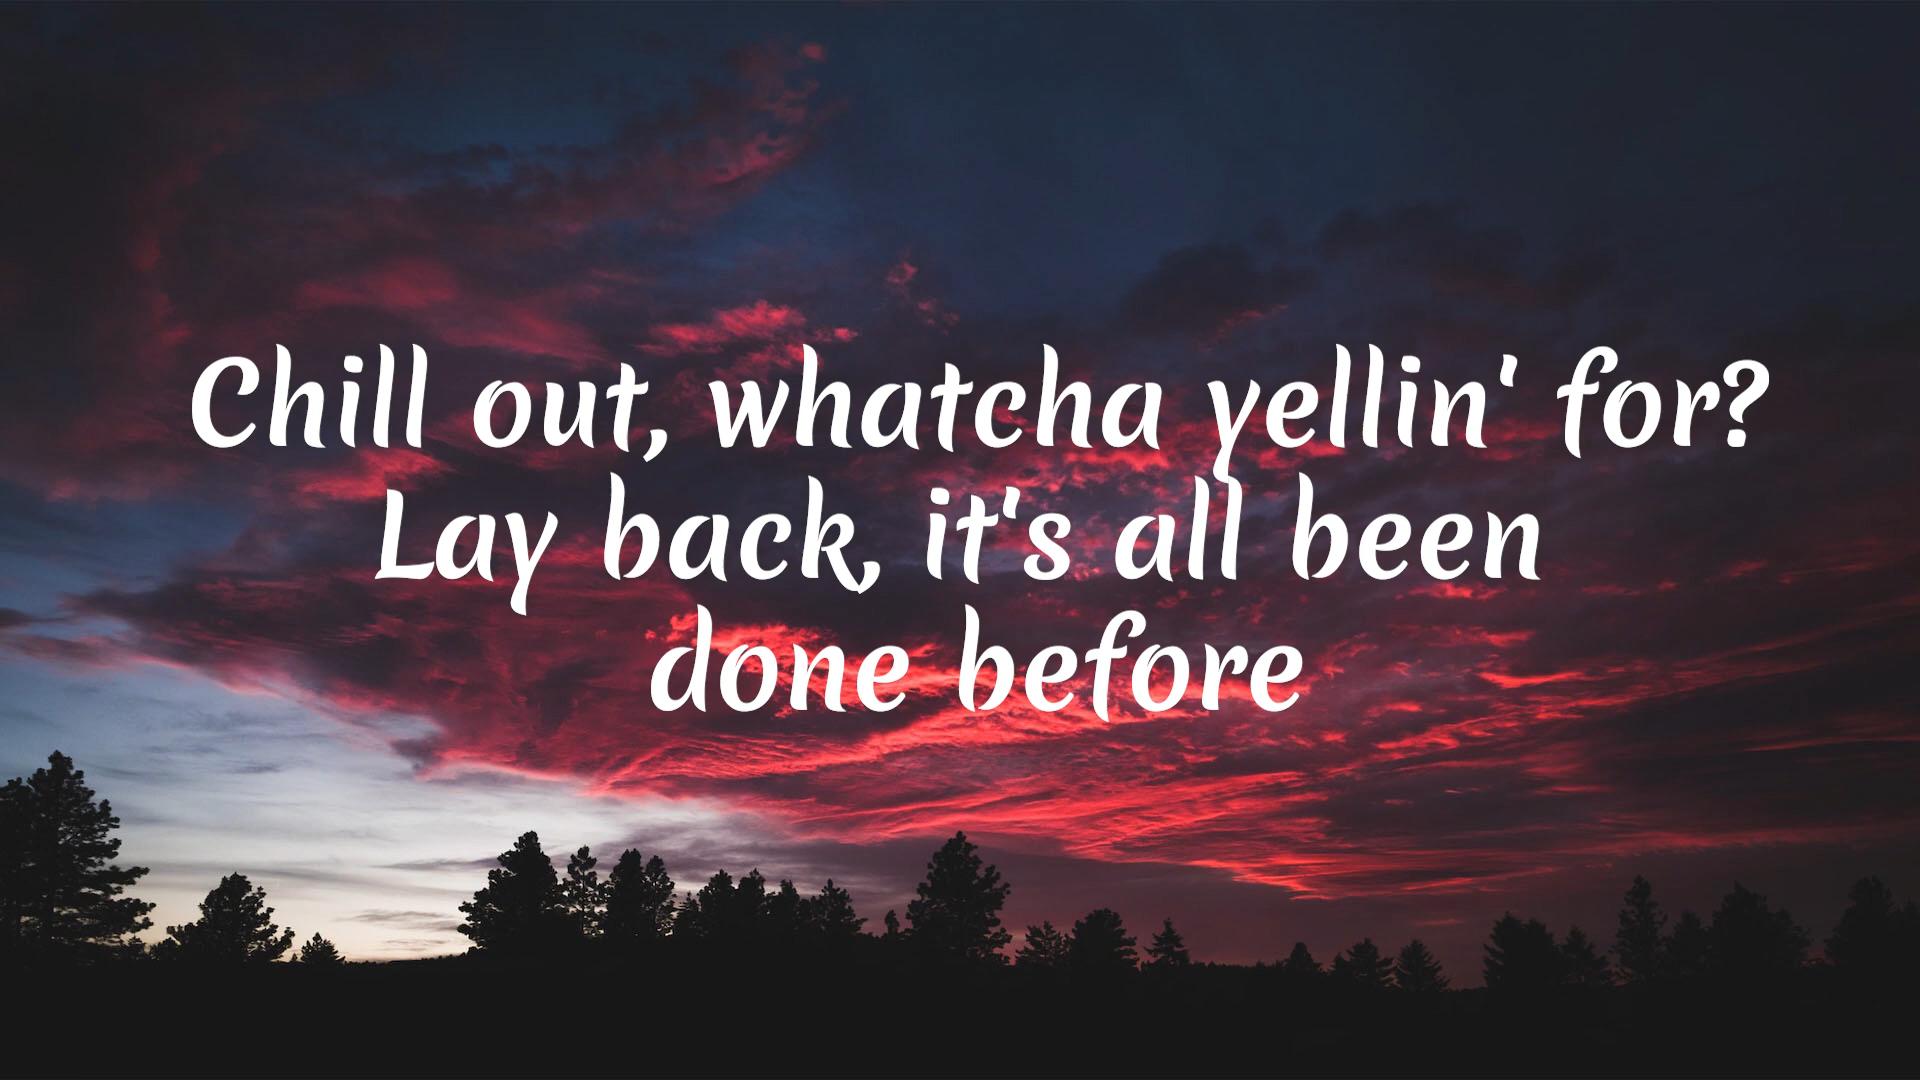 Chill out, whatcha yellin' for?
Lay back, it's all been
done before